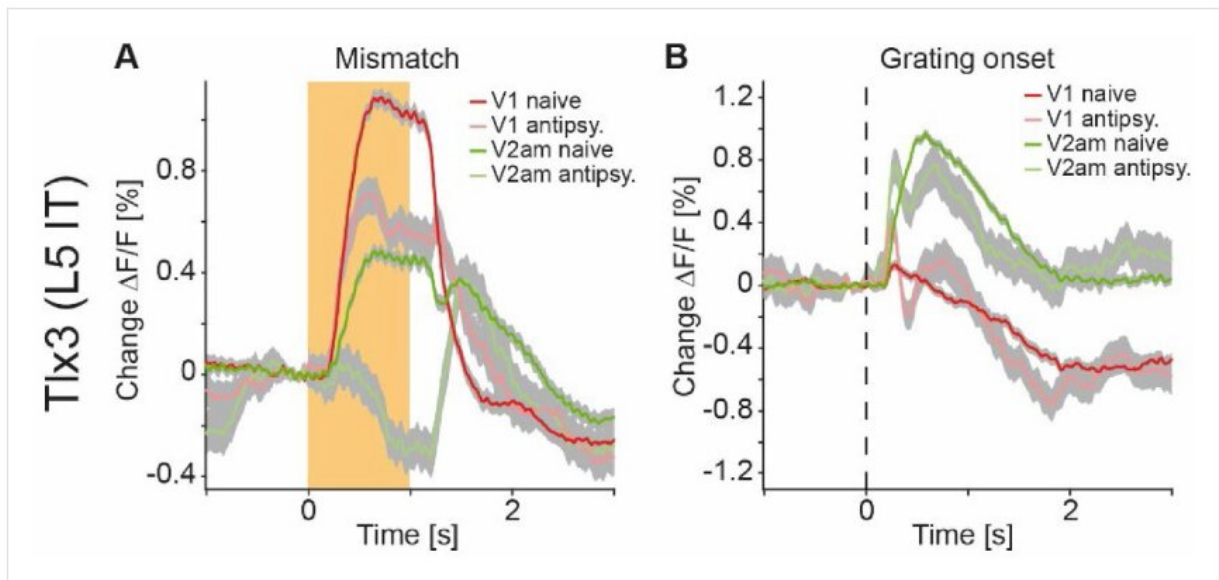 A
Mismatch
V1 naive
V1 antipsy.
V2am naive
V2am antipsy.
0.8
0.4
0
-0.4
Change ΔF/F [%]
0
2
Time [s]
Tlx3 (L5 IT)
B
Grating onset
V1 naive
V1 antipsy.
V2am naive
V2am antipsy.
1.2
0.8
0.4
0
-0.4
-0.8
-1.2
Change ΔF/F [%]
0
2
Time [s]